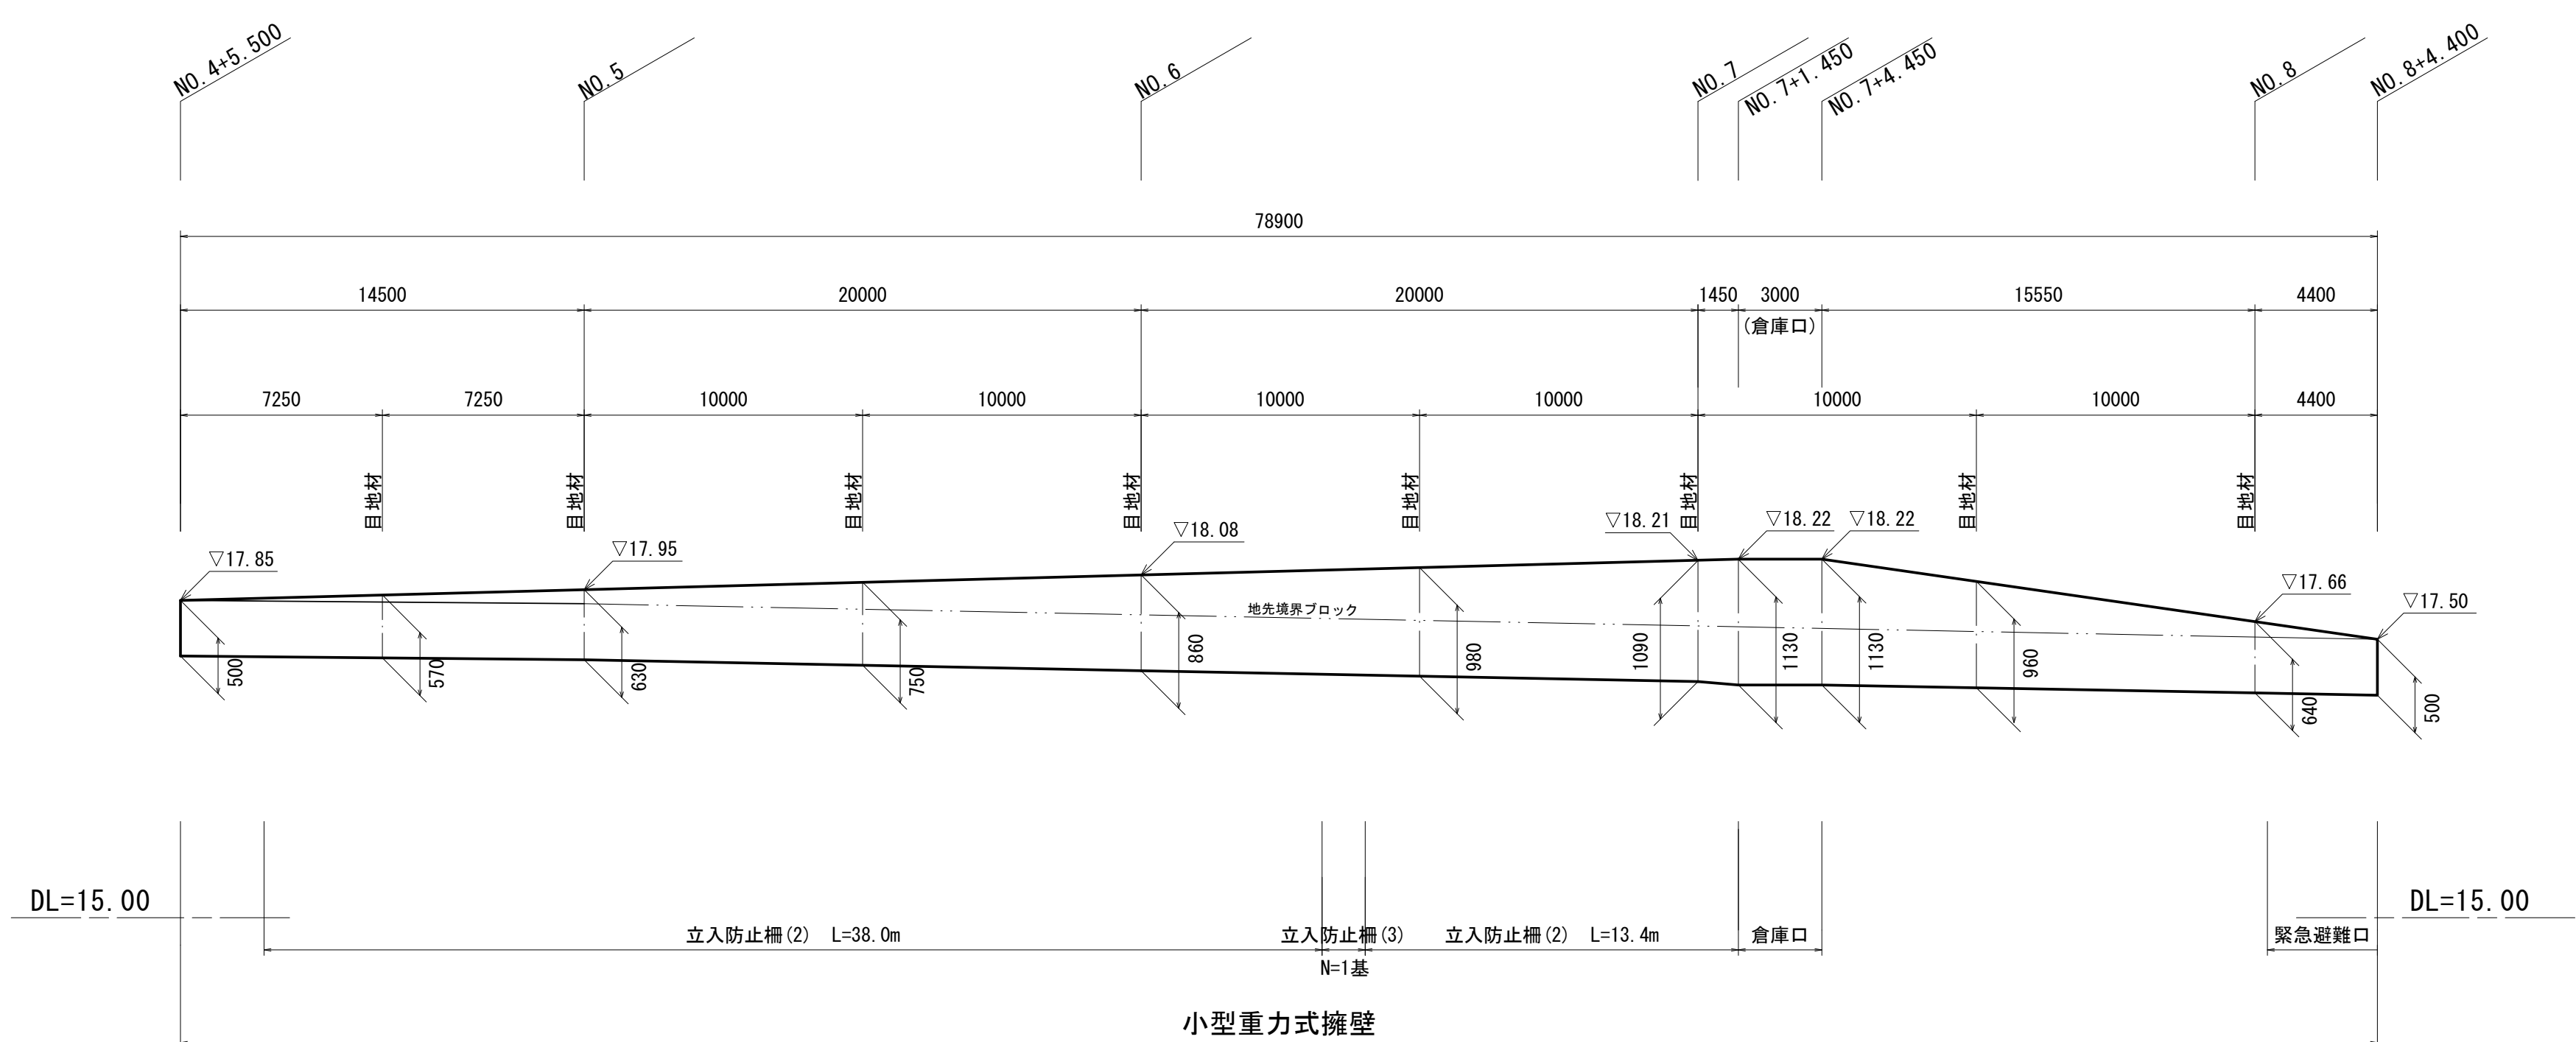 NO.4+5.500
NO.5
NO.6
NO.7
NO.7+1.450
NO.7+4.450
NO.8
NO.8+4.400
78900
14500
20000
20000
1450
3000
15550
4400
(倉庫口)
7250
7250
10000
10000
10000
10000
10000
10000
4400
目地材
目地材
目地材
目地材
目地材
目地材
目地材
目地材
▽17.85
▽17.95
▽18.08
▽18.21
▽18.22
▽18.22
▽17.66
▽17.50
地先境界ブロック
500
570
630
750
860
980
1090
1130
1130
960
640
500
DL=15.00
DL=15.00
立入防止柵(2) L=38.0m
立入防止柵(3)
N=1基
立入防止柵(2) L=13.4m
倉庫口
緊急避難口
小型重力式擁壁